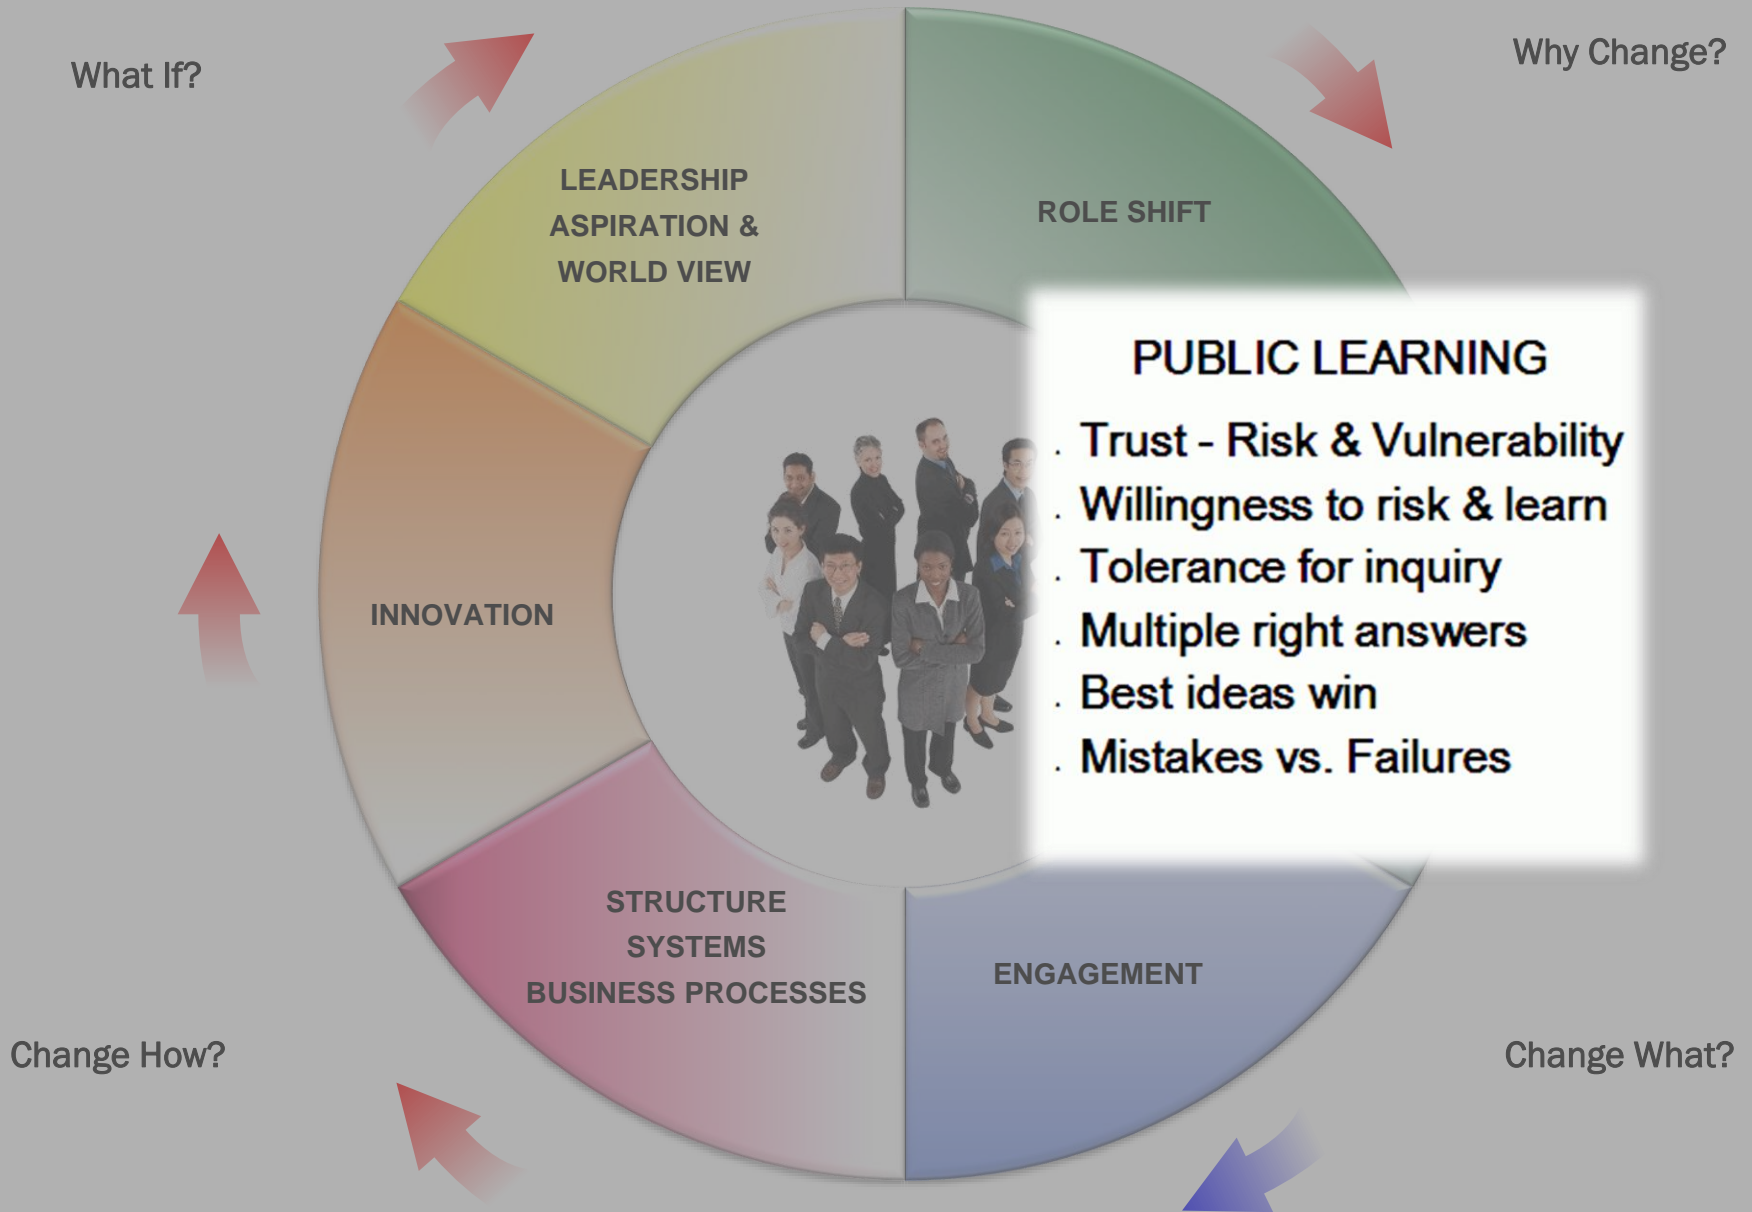 What If?
Why Change?
LEADERSHIP
ASPIRATION &
WORLD VIEW
ROLE SHIFT
PUBLIC LEARNING
. Trust - Risk & Vulnerability
. Willingness to risk & learn
. Tolerance for inquiry
. Multiple right answers
. Best ideas win
. Mistakes vs. Failures
INNOVATION
STRUCTURE
SYSTEMS
BUSINESS PROCESSES
ENGAGEMENT
Change How?
Change What?